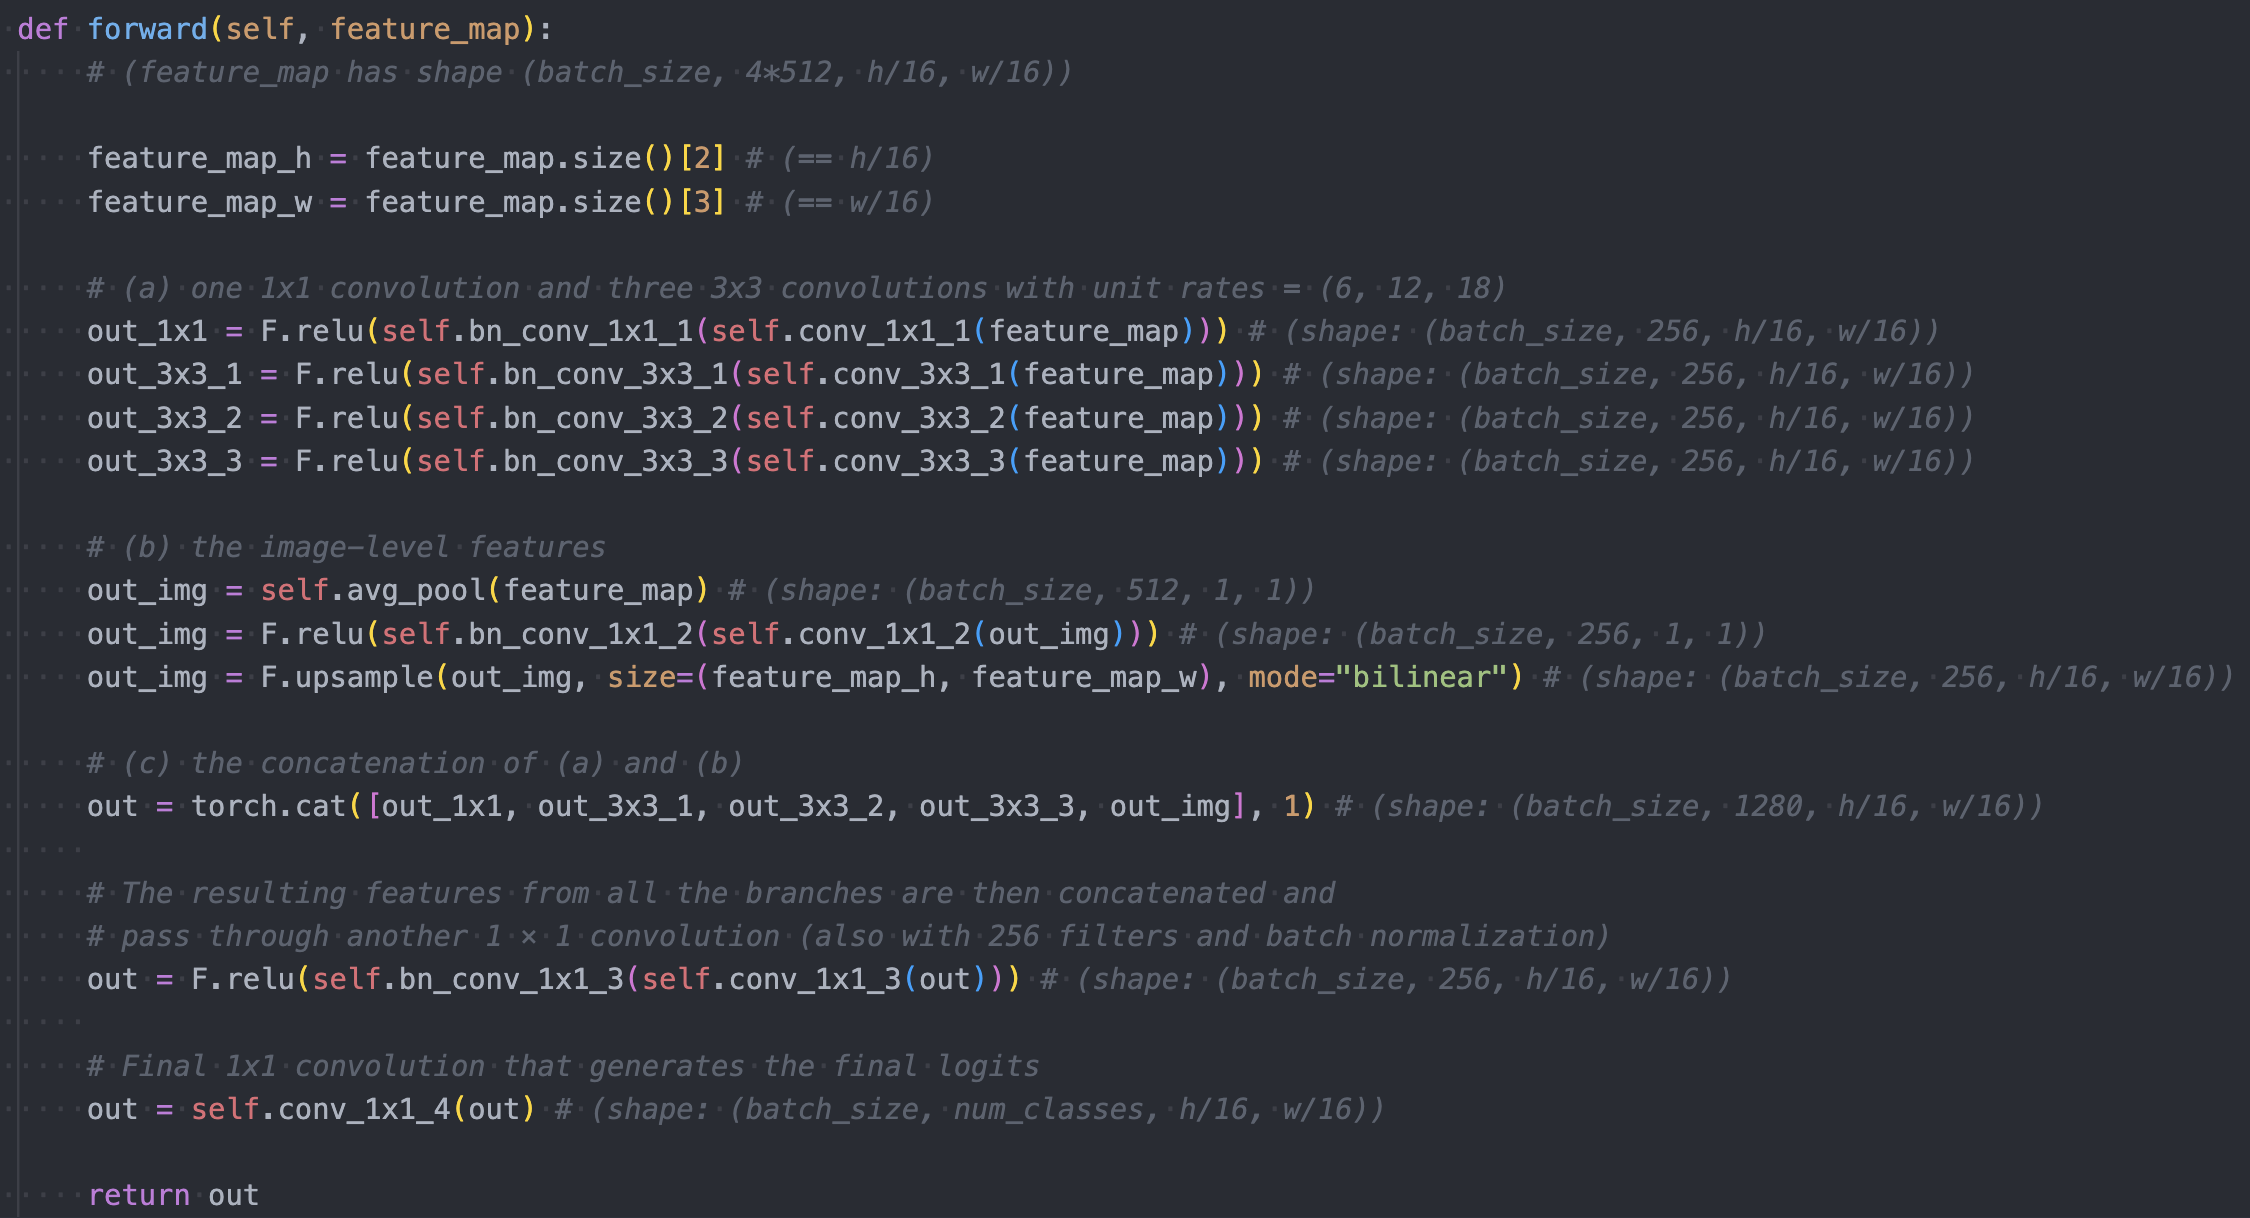 def forward(self, feature_map):
# (feature_map has shape (batch_size, 4*512, h/16, w/16))
feature_map_h = feature_map.size()[2] # (== h/16)
feature_map_w = feature_map.size()[3] # (== w/16)
# (a) one 1x1 convolution and three 3x3 convolutions with unit rates = (6, 12, 18)
out_1x1 = F.relu(self.bn_conv_1x1_1(self.conv_1x1_1(feature_map))) # (shape: (batch_size, 256, h/16, w/16))
out_3x3_1 = F.relu(self.bn_conv_3x3_1(self.conv_3x3_1(feature_map))) # (shape: (batch_size, 256, h/16, w/16))
out_3x3_2 = F.relu(self.bn_conv_3x3_2(self.conv_3x3_2(feature_map))) # (shape: (batch_size, 256, h/16, w/16))
out_3x3_3 = F.relu(self.bn_conv_3x3_3(self.conv_3x3_3(feature_map))) # (shape: (batch_size, 256, h/16, w/16))
# (b) the image-level features
out_img = self.avg_pool(feature_map) # (shape: (batch_size, 512, 1, 1))
out_img = F.relu(self.bn_conv_1x1_2(self.conv_1x1_2(out_img))) # (shape: (batch_size, 256, 1, 1))
out_img = F.upsample(out_img, size=(feature_map_h, feature_map_w), mode="bilinear") # (shape: (batch_size, 256, h/16, w/16))
# (c) the concatenation of (a) and (b)
out = torch.cat([out_1x1, out_3x3_1, out_3x3_2, out_3x3_3, out_img], 1) # (shape: (batch_size, 1280, h/16, w/16))
# The resulting features from all the branches are then concatenated and
# pass through another 1 × 1 convolution (also with 256 filters and batch normalization)
out = F.relu(self.bn_conv_1x1_3(self.conv_1x1_3(out))) # (shape: (batch_size, 256, h/16, w/16))
# Final 1x1 convolution that generates the final logits
out = self.conv_1x1_4(out) # (shape: (batch_size, num_classes, h/16, w/16))
return out